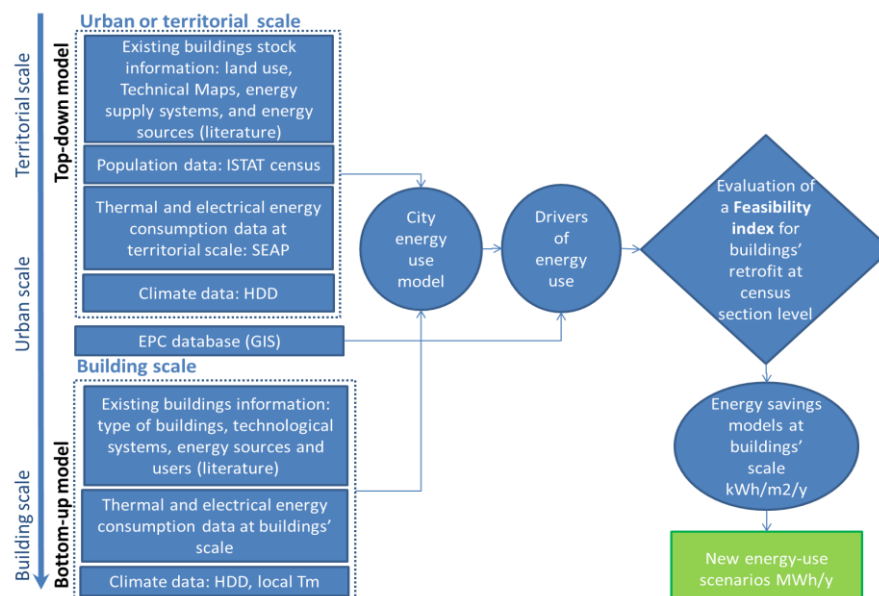 Urban or territorial scale
Territorial scale
Urban scale
Building scale
Top-down model
Existing buildings stock
information: land use,
Technical Maps, energy
supply systems, and energy
sources (literature)
Population data: ISTAT census
Thermal and electrical energy
consumption data at
territorial scale: SEAP
Climate data: HDD
EPC database (GIS)
Building scale
Bottom-up model
Existing buildings information:
type of buildings, technological
systems, energy sources and
users (literature)
Thermal and electrical energy
consumption data at buildings’
scale
Climate data: HDD, local Tm
City
energy
use
model
Drivers
of
energy
use
Evaluation of
a Feasibility
index for
buildings’
retrofit at
census
section level
Energy savings
models at
buildings’
scale
kWh/m2/y
New energy-use
scenarios MWh/y